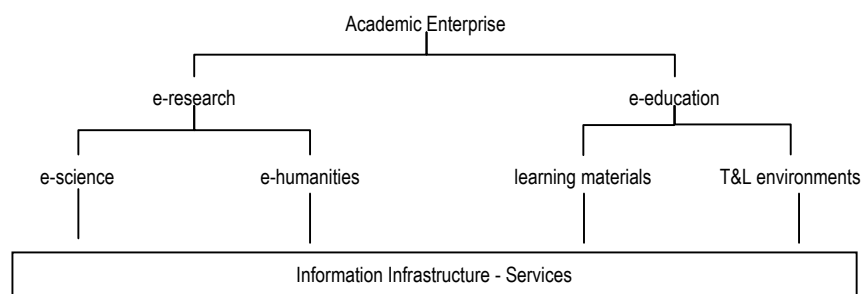 Academic Enterprise
e-research
e-education
e-science
e-humanities
learning materials
T&L environments
Information Infrastructure - Services